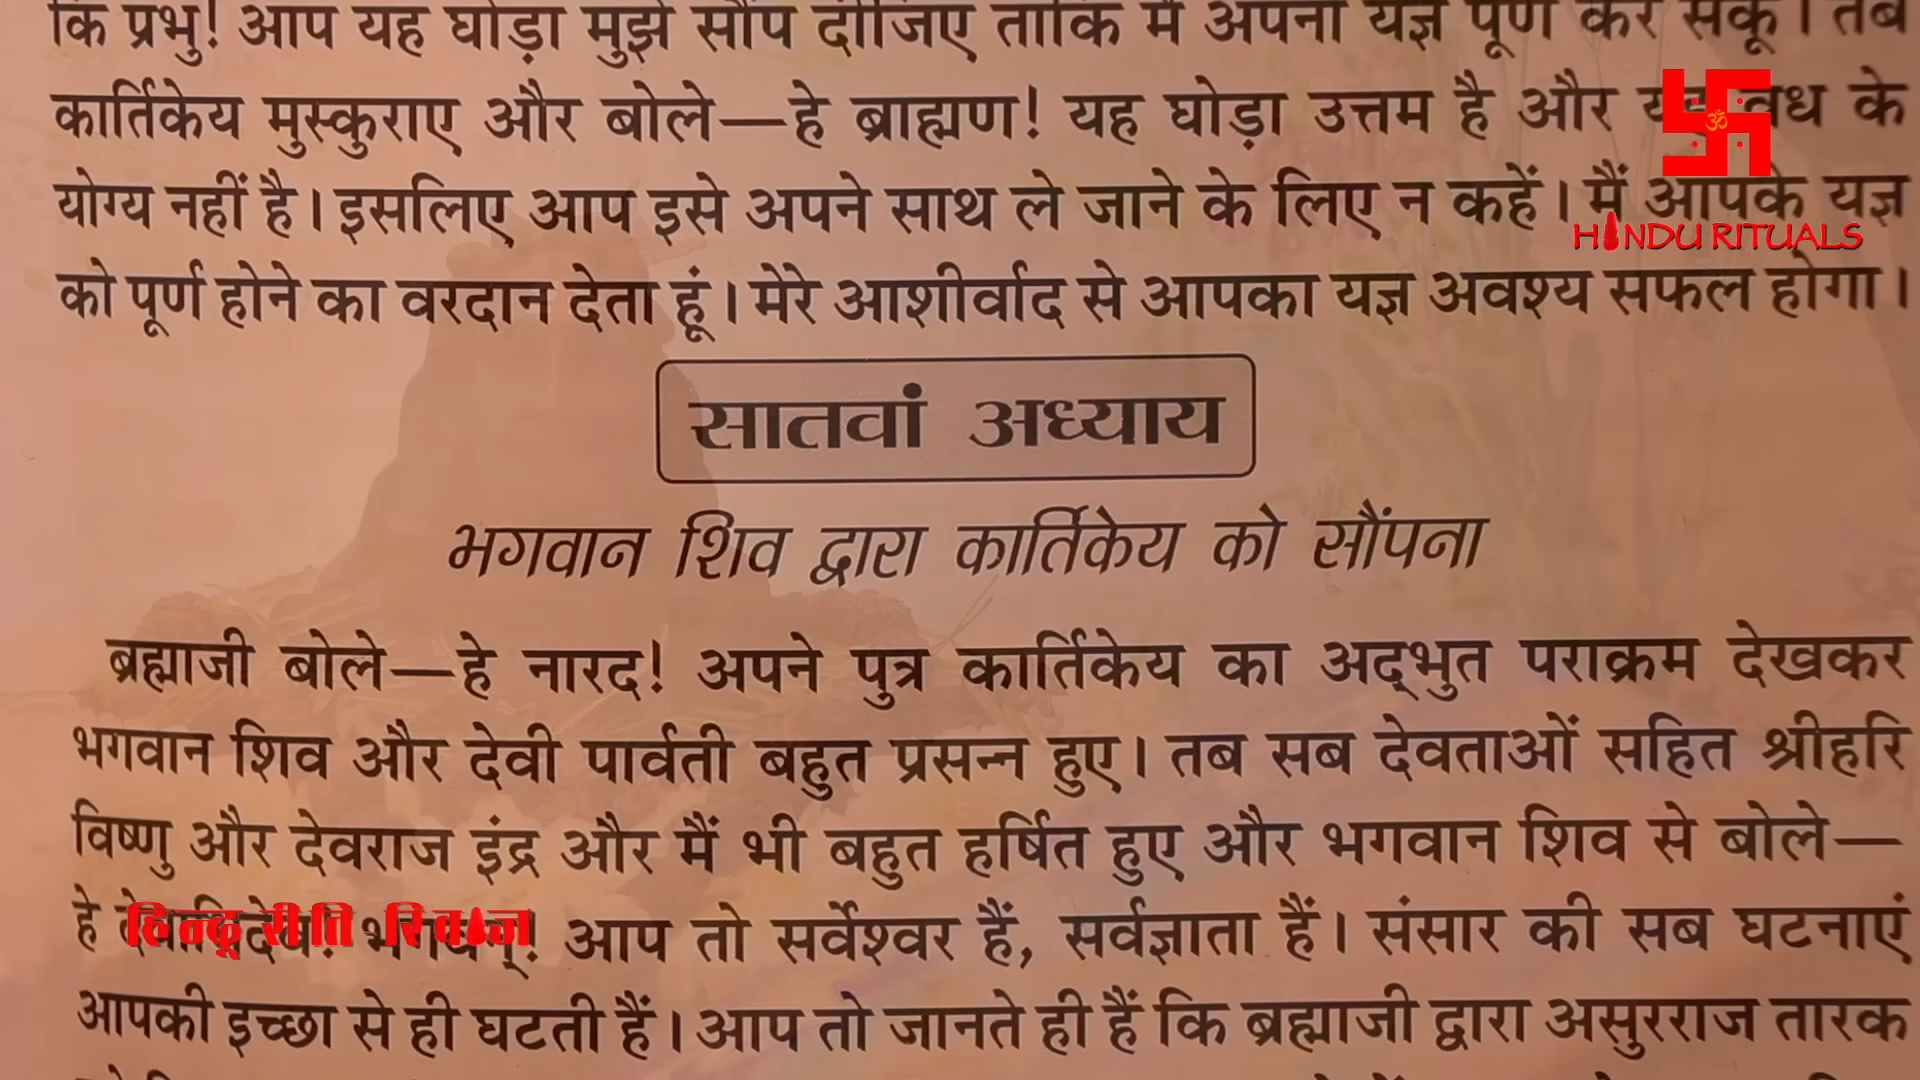 कि प्रभु! आप यह घोड़ा मुझे सौंप दीजिए ताकि मैं अपना यज्ञ पूर्ण कर सकूं। तब
कार्तिकेय मुस्कुराए और बोले—हे ब्राह्मण! यह घोड़ा उत्तम है और यह वध के
योग्य नहीं है। इसलिए आप इसे अपने साथ ले जाने के लिए न कहें। मैं आपके यज्ञ
HINDU RITUALS
को पूर्ण होने का वरदान देता हूं। मेरे आशीर्वाद से आपका यज्ञ अवश्य सफल होगा।
सातवां अध्याय
भगवान शिव द्वारा कार्तिकेय को सौंपना
ब्रह्माजी बोले—हे नारद! अपने पुत्र कार्तिकेय का अद्भुत पराक्रम देखकर
भगवान शिव और देवी पार्वती बहुत प्रसन्न हुए। तब सब देवताओं सहित श्रीहरि
विष्णु और देवराज इंद्र और मैं भी बहुत हर्षित हुए और भगवान शिव से बोले—
हे भगवन्! आप तो सर्वेश्वर हैं, सर्वज्ञाता हैं। संसार की सब घटनाएं
हिन्दू रीति रिवाज
आपकी इच्छा से ही घटती हैं। आप तो जानते ही हैं कि ब्रह्माजी द्वारा असुरराज तारक